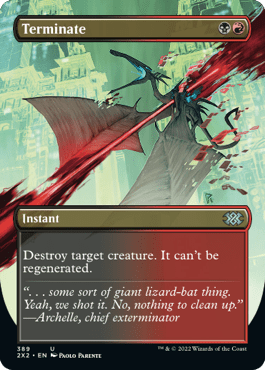 Terminate
Instant
Destroy target creature. It can't be
regenerated.
“. . . some sort of giant lizard-bat thing.
Yeah, we shot it. No, nothing to clean up.”
—Archelle, chief exterminator
389 U
2X2 • EN Paolo Parente
™ & © 2022 Wizards of the Coast